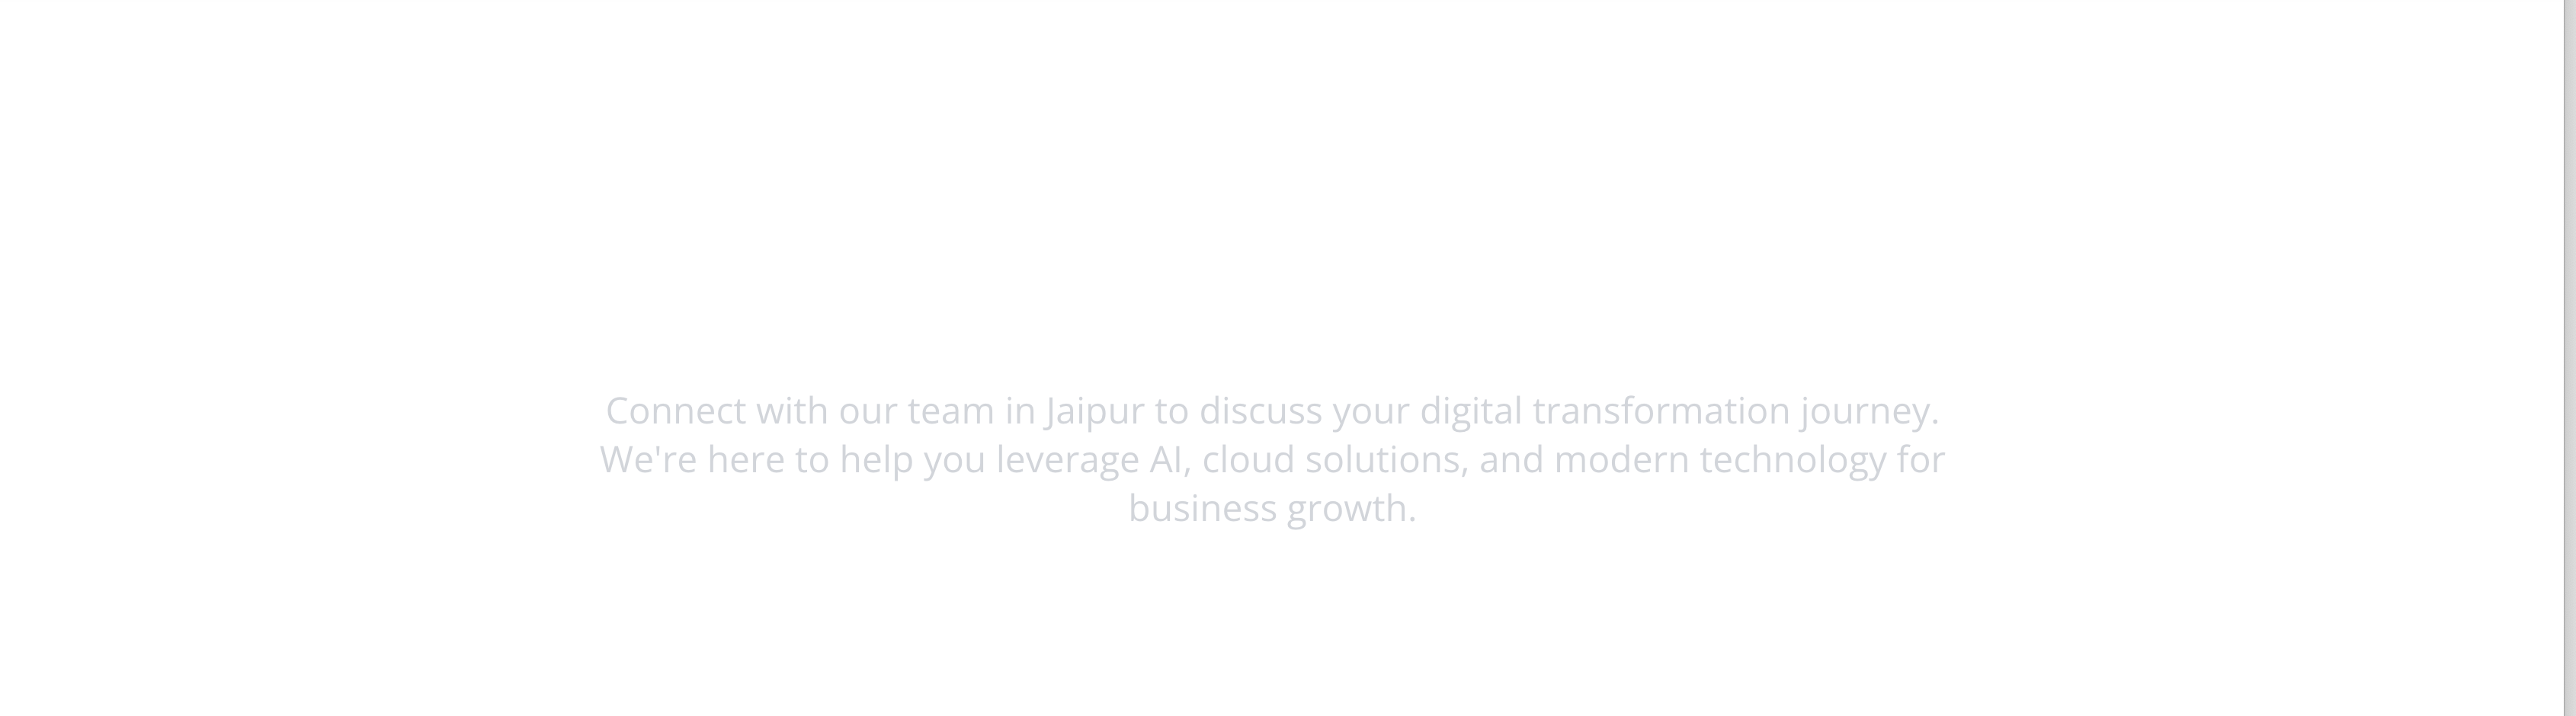 Connect with our team in Jaipur to discuss your digital transformation journey.
We're here to help you leverage AI, cloud solutions, and modern technology for
business growth.